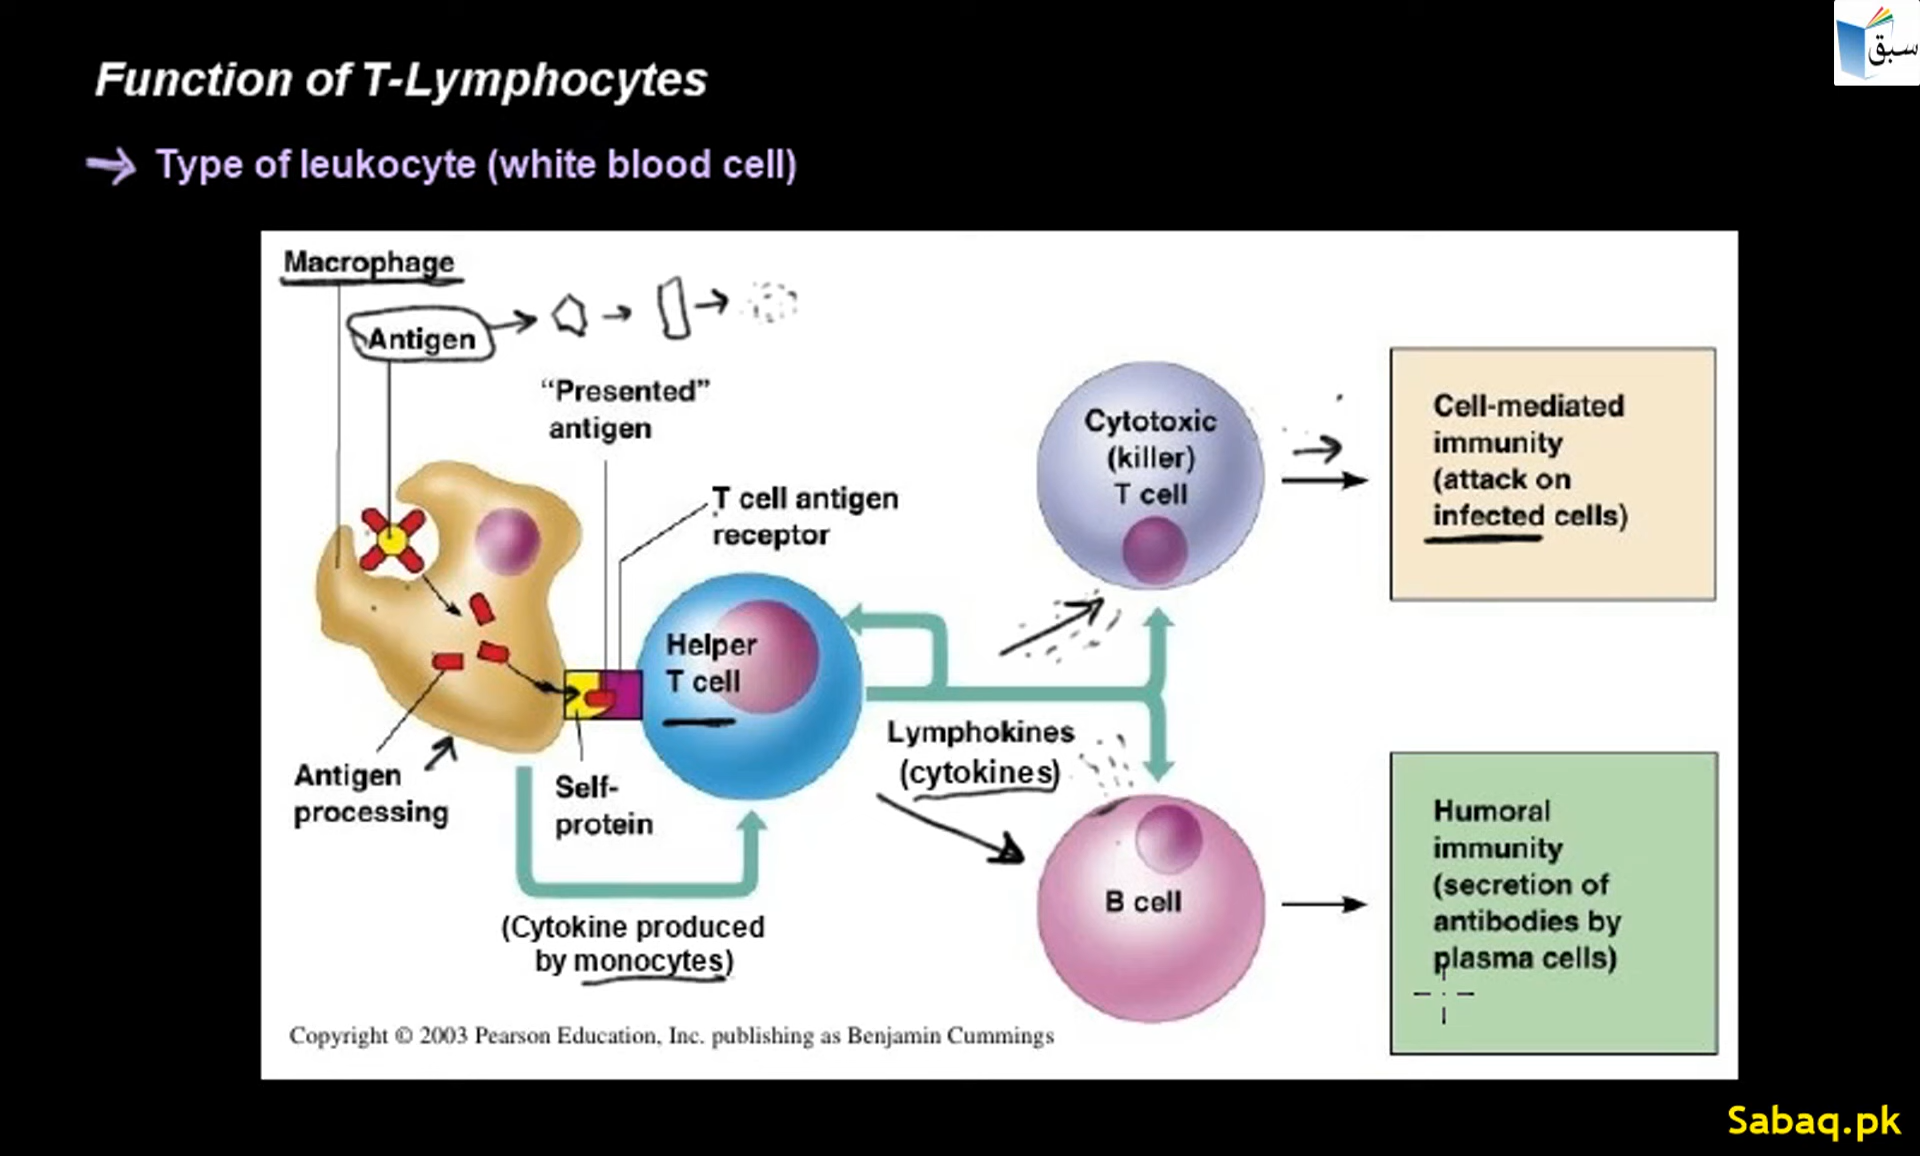 سبق
Function of T-Lymphocytes
Type of leukocyte (white blood cell)
Macrophage
Antigen
“Presented”
antigen
T cell antigen
receptor
Cytotoxic
(killer)
T cell
Cell-mediated
immunity
(attack on
infected cells)
Helper
T cell
Lymphokines
(cytokines)
Antigen
processing
Self-
protein
(Cytokine produced
by monocytes)
B cell
Humoral
immunity
(secretion of
antibodies by
plasma cells)
Copyright © 2003 Pearson Education, Inc. publishing as Benjamin Cummings
Sabaq.pk